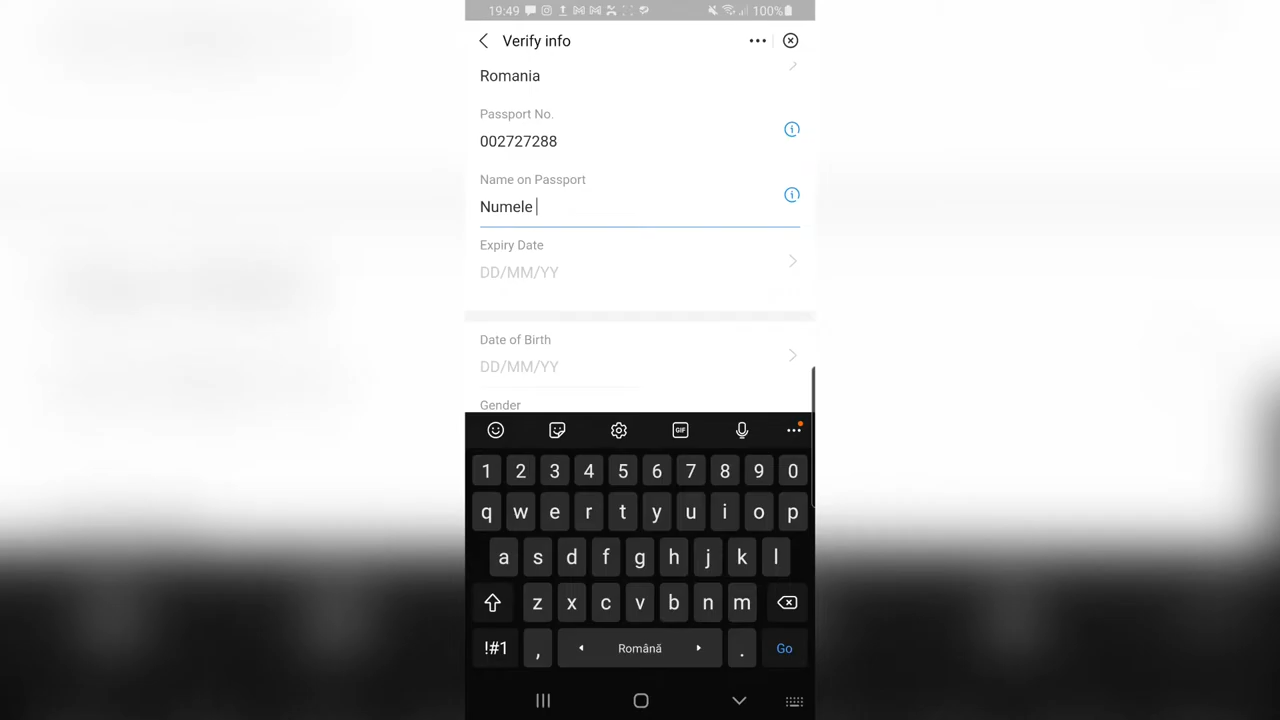 19:49 100%
Verify info
Romania
Passport No.
002727288
Name on Passport
Numele
Expiry Date
DD/MM/YY
Date of Birth
DD/MM/YY
Gender
GIF
1 2 3 4 5 6 7 8 9 0
q w e r t y u i o p
a s d f g h j k l
z x c v b n m
!#1 , Română . Go